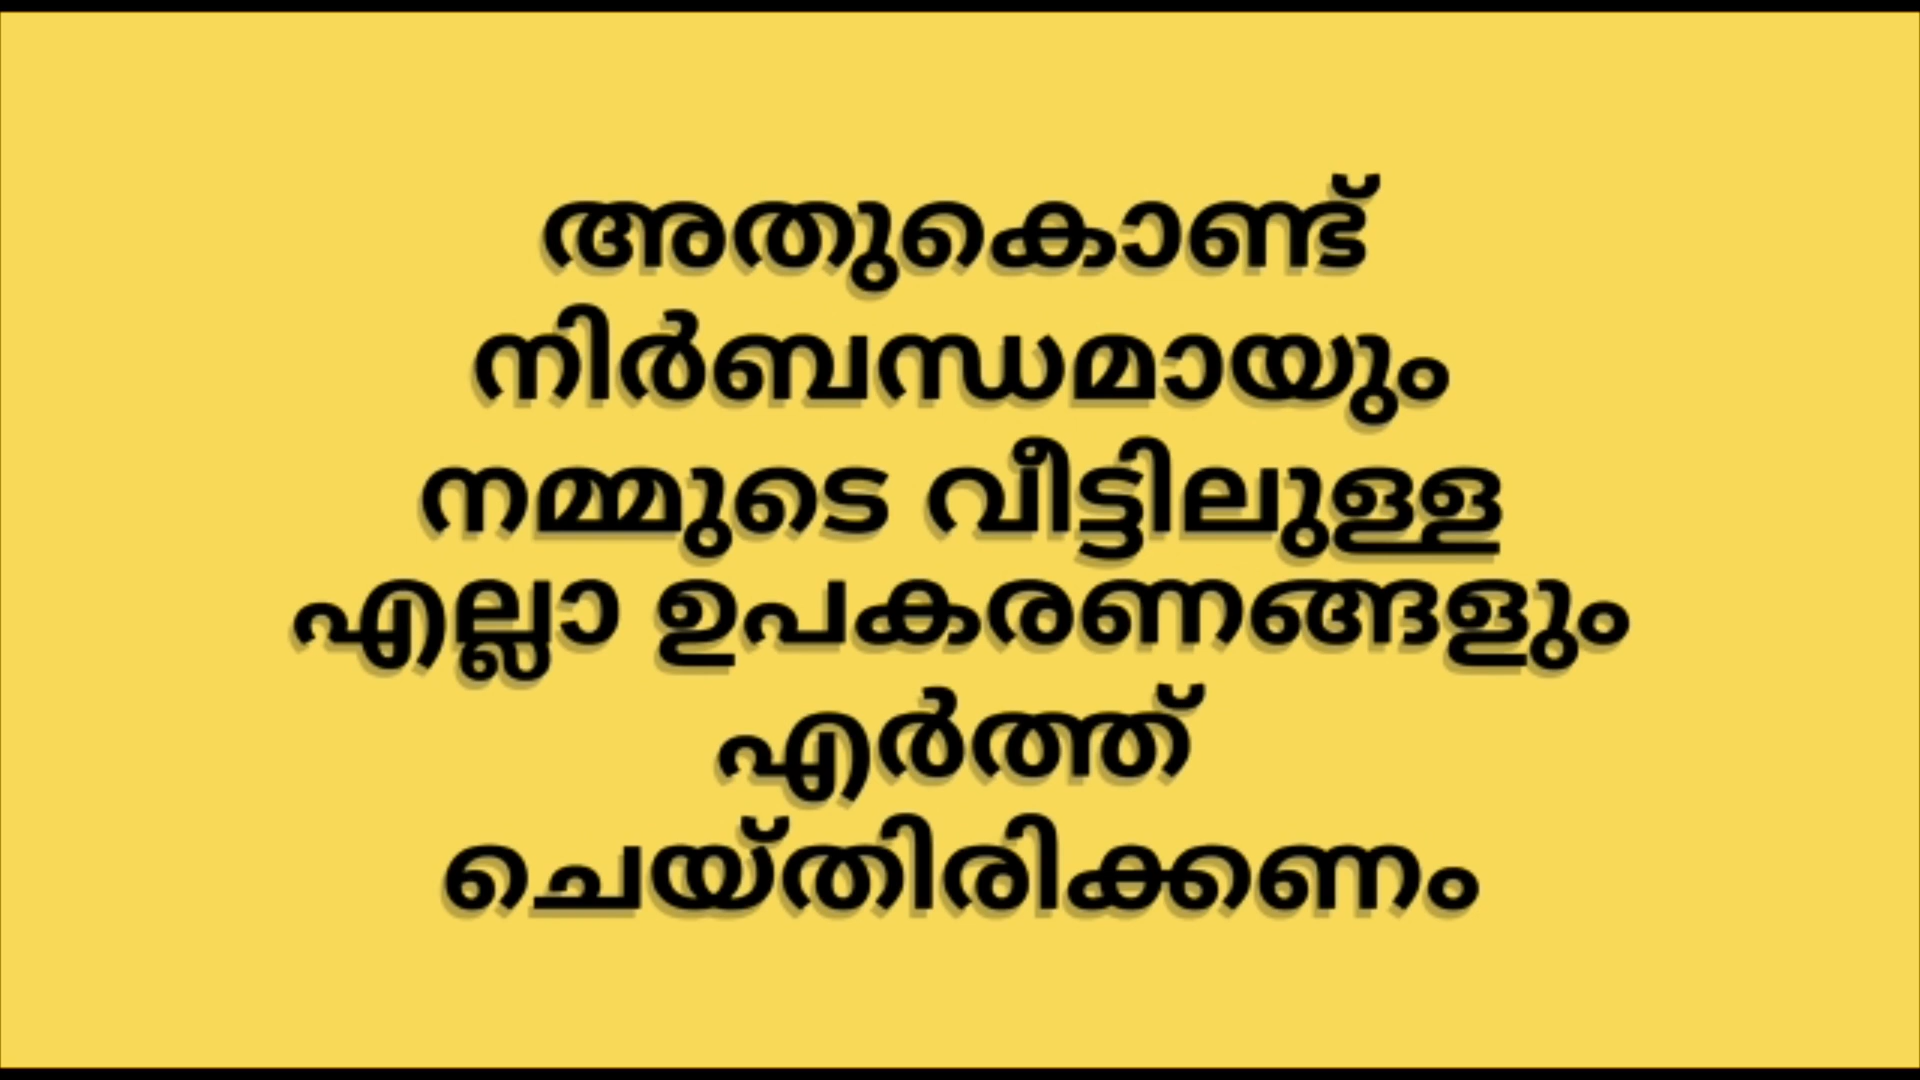 അതുകൊണ്ട്
നിർബന്ധമായും
നമ്മുടെ വീട്ടിലുള്ള
എല്ലാ ഉപകരണങ്ങളും
എർത്ത്
ചെയ്തിരിക്കണം